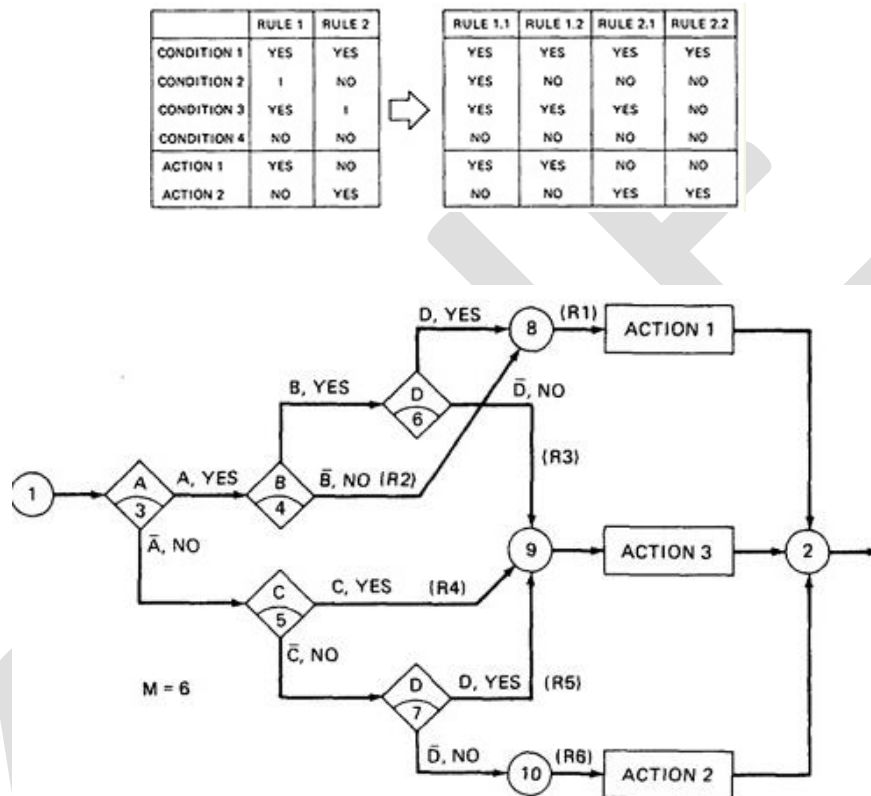 RULE 1 RULE 2
CONDITION 1 YES YES
CONDITION 2 I NO
CONDITION 3 YES I
CONDITION 4 NO NO
ACTION 1 YES NO
ACTION 2 NO YES
RULE 1.1 RULE 1.2 RULE 2.1 RULE 2.2
YES YES YES YES
YES NO NO NO
YES YES YES NO
NO NO NO NO
YES YES NO NO
NO NO YES YES
D, YES
8
(R1)
ACTION 1
B, YES
D
6
D̅, NO
(R3)
1
A
3
A, YES
B
4
B̅, NO (R2)
A̅, NO
9
ACTION 3
2
C
5
C, YES (R4)
C̅, NO
M = 6
D
7
D, YES (R5)
D̅, NO
10
(R6)
ACTION 2